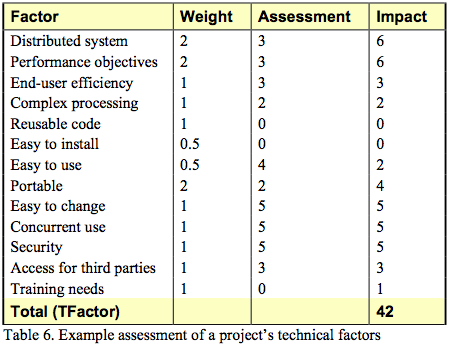 Factor Weight Assessment Impact
Distributed system 2 3 6
Performance objectives 2 3 6
End-user efficiency 1 3 3
Complex processing 1 2 2
Reusable code 1 0 0
Easy to install 0.5 0 0
Easy to use 0.5 4 2
Portable 2 2 4
Easy to change 1 5 5
Concurrent use 1 5 5
Security 1 5 5
Access for third parties 1 3 3
Training needs 1 0 1
Total (TFactor) 42
Table 6. Example assessment of a project’s technical factors